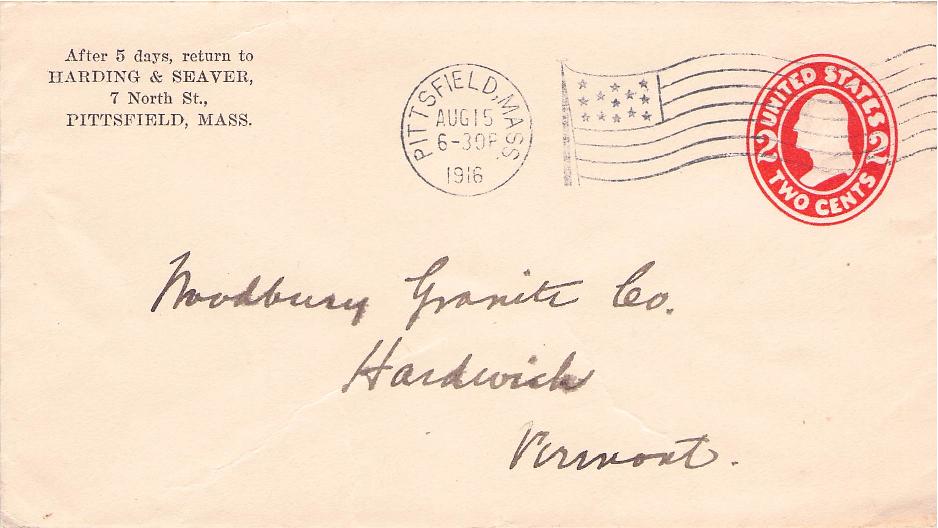 After 5 days, return to
HARDING & SEAVER,
7 North St.,
PITTSFIELD, MASS.
PITTSFIELD, MASS.
AUG 15
6-30P
1916
UNITED STATES
2 2
TWO CENTS
Woodbury Granite Co.
Hardwick
Vermont.